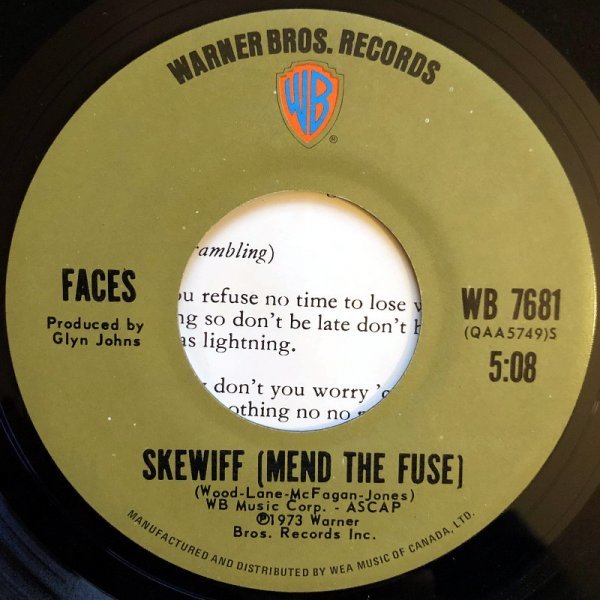 WARNER BROS. RECORDS
WB
®
FACES
Produced by
Glyn Johns
WB 7681
(QAA5749)S
5:08
ambling)
u refuse no time to lose
ng so don't be late don't
as lightning.
don't you worry
othing no no
SKEWIFF (MEND THE FUSE)
(Wood-Lane-McFagan-Jones)
WB Music Corp. - ASCAP
℗1973 Warner
Bros. Records Inc.
MANUFACTURED AND DISTRIBUTED BY WEA MUSIC OF CANADA, LTD.